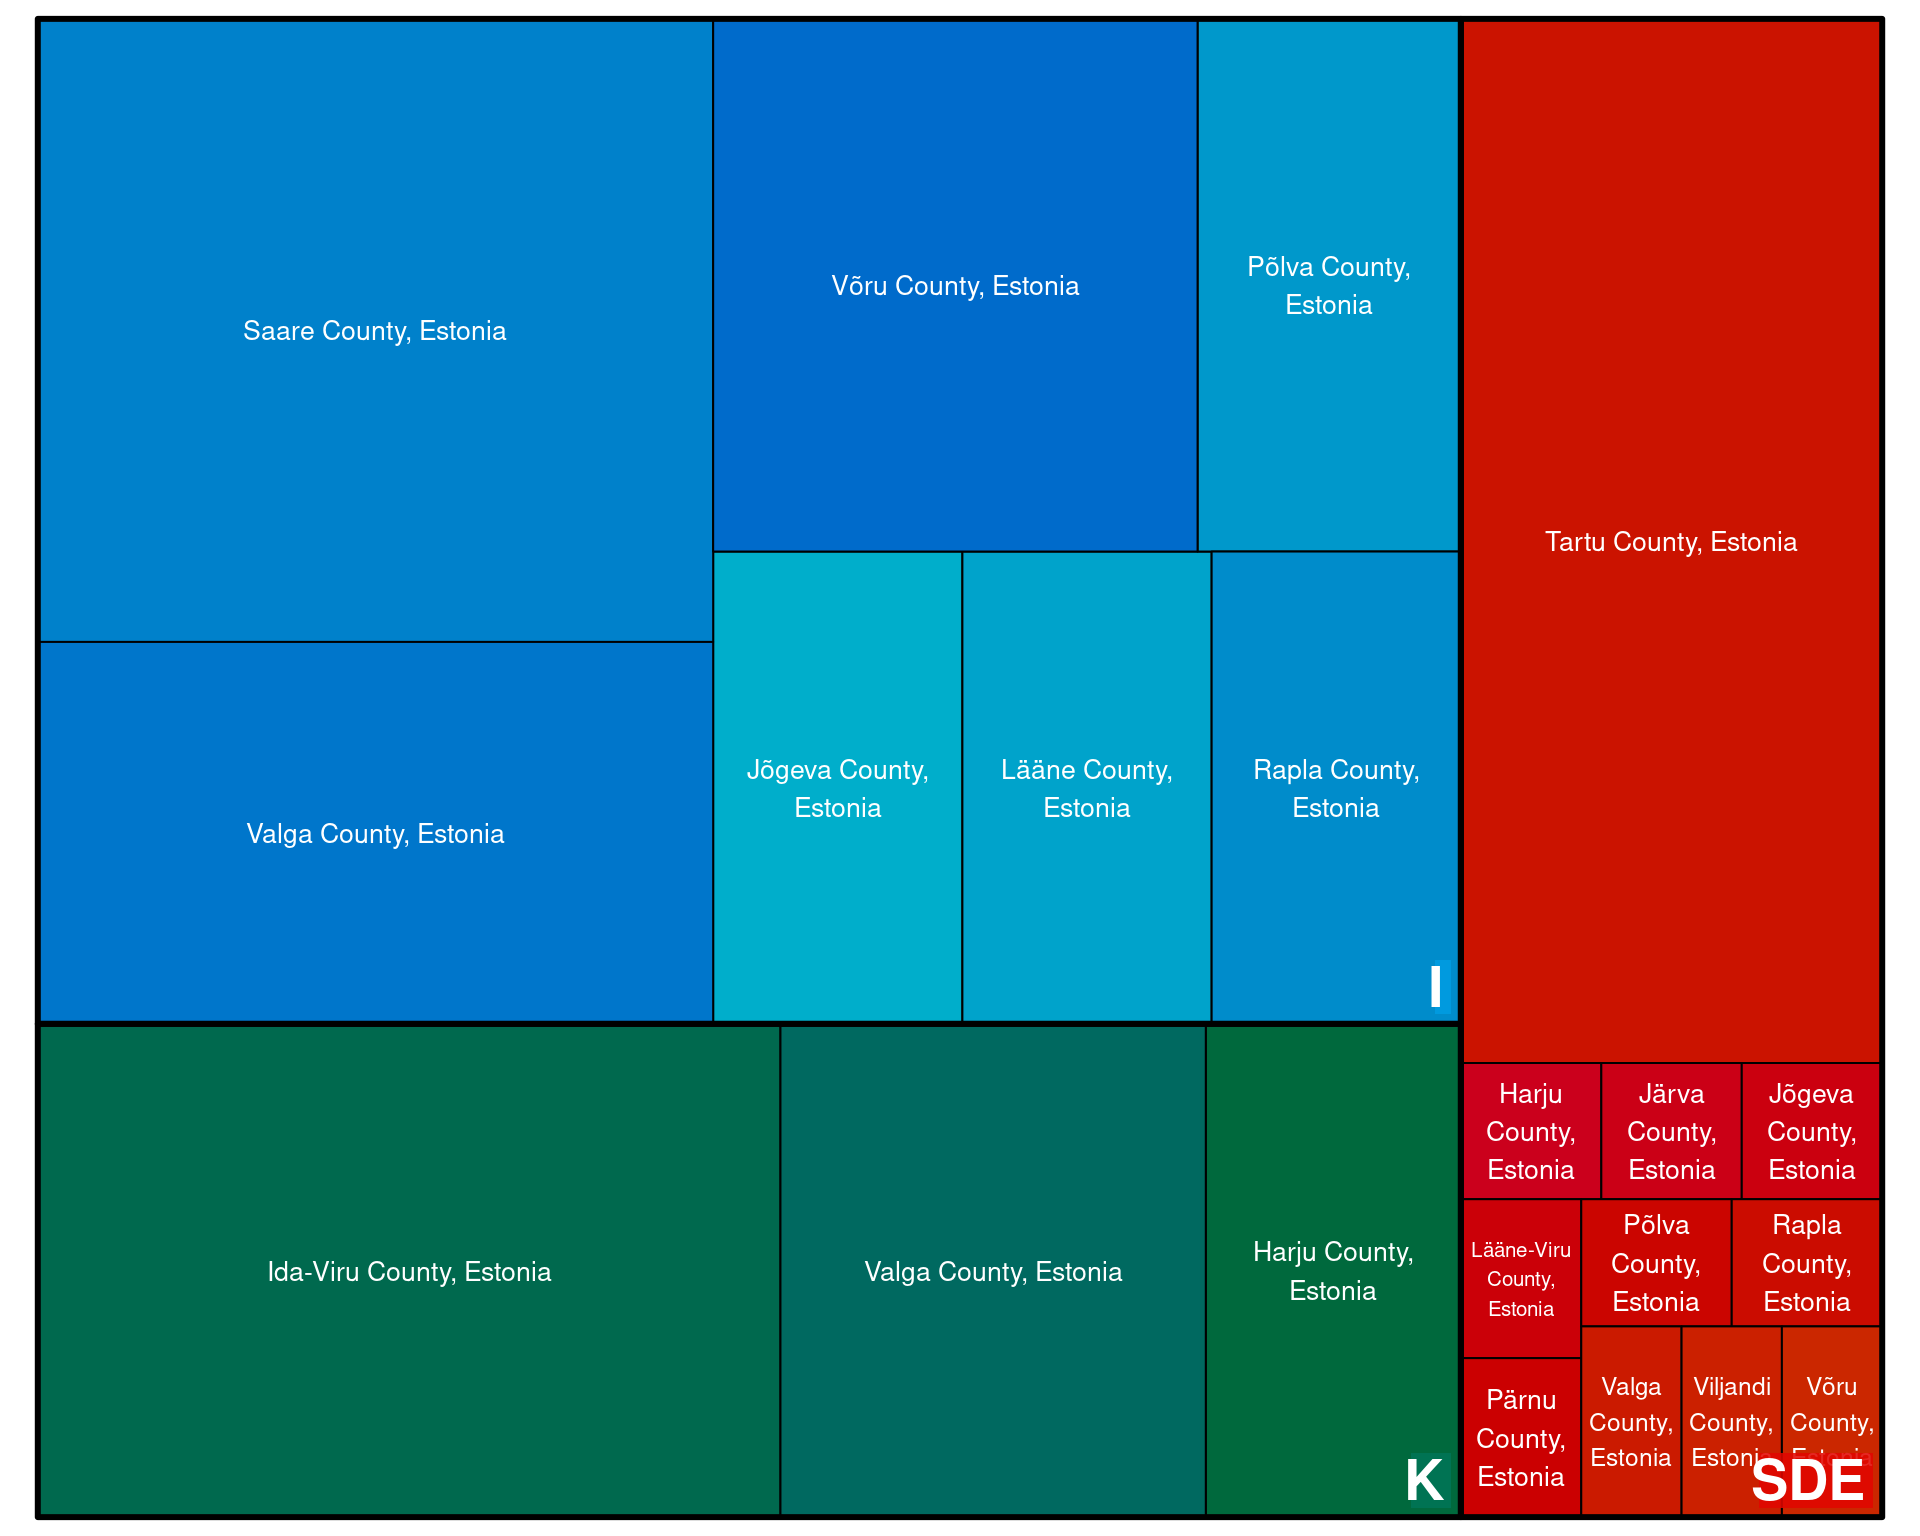 Saare County, Estonia
Võru County, Estonia
Põlva County,
Estonia
Valga County, Estonia
Jõgeva County,
Estonia
Lääne County,
Estonia
Rapla County,
Estonia
I
Ida-Viru County, Estonia
Valga County, Estonia
Harju County,
Estonia
K
Tartu County, Estonia
Harju
County,
Estonia
Järva
County,
Estonia
Jõgeva
County,
Estonia
Lääne-Viru
County,
Estonia
Põlva
County,
Estonia
Rapla
County,
Estonia
Pärnu
County,
Estonia
Valga
County,
Estonia
Viljandi
County,
Estonia
Võru
County,
Estonia
SDE